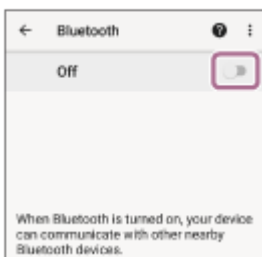 Bluetooth
Off
When Bluetooth is turned on, your device
can communicate with other nearby
Bluetooth devices.